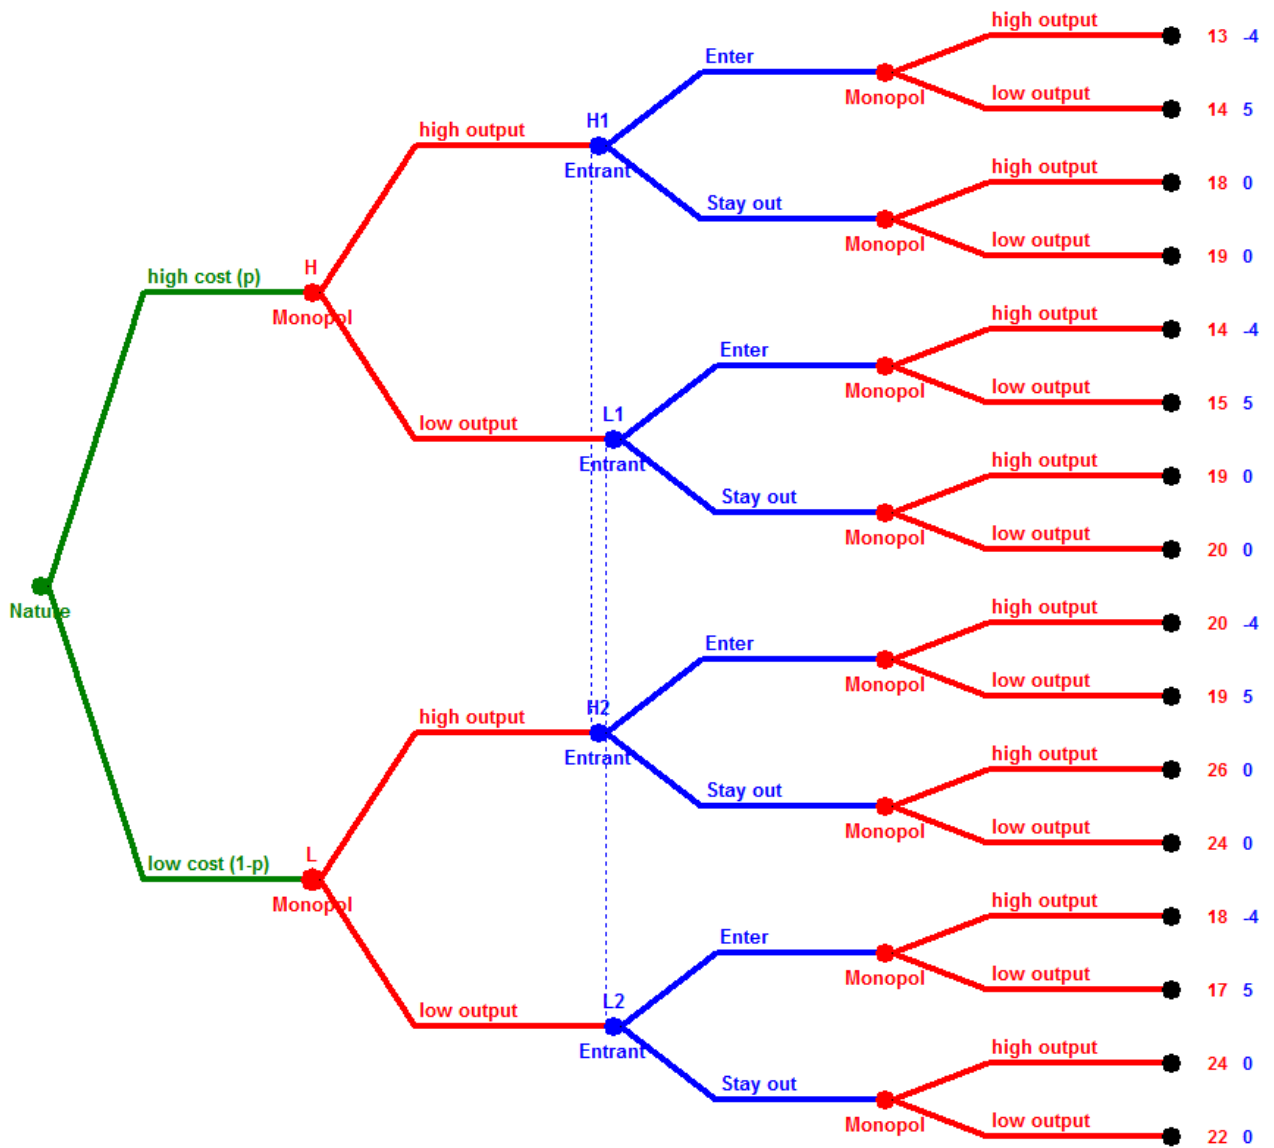 high output 13 -4
Enter
Monopol
low output 14 5
H1
high output
Entrant
high output 18 0
Stay out
Monopol
low output 19 0
H
high cost (p)
Monopol
high output 14 -4
Enter
Monopol
low output 15 5
L1
low output
Entrant
high output 19 0
Stay out
Monopol
low output 20 0
Nature
high output 20 -4
Enter
Monopol
low output 19 5
H2
high output
Entrant
high output 26 0
Stay out
Monopol
low output 24 0
L
low cost (1-p)
Monopol
high output 18 -4
Enter
Monopol
low output 17 5
L2
low output
Entrant
high output 24 0
Stay out
Monopol
low output 22 0